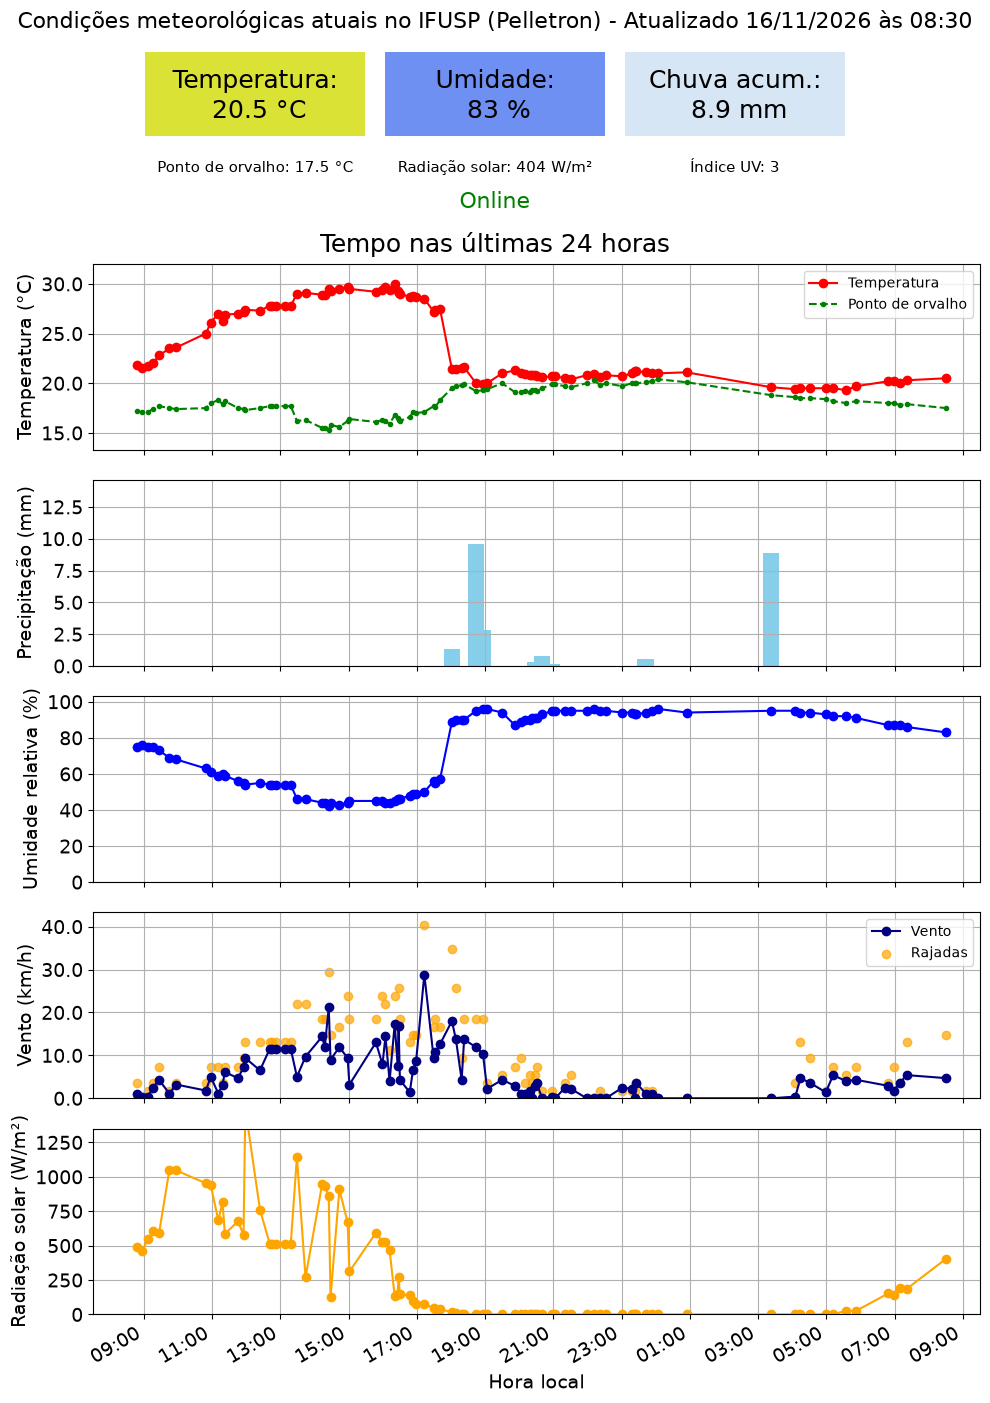 Condições meteorológicas atuais no IFUSP (Pelletron) - Atualizado 16/11/2026 às 08:30
Temperatura:
20.5 °C
Umidade:
83 %
Chuva acum.:
8.9 mm
Ponto de orvalho: 17.5 °C
Radiação solar: 404 W/m²
Índice UV: 3
Online
Tempo nas últimas 24 horas
Temperatura (°C)
30.0
25.0
20.0
15.0
Temperatura
Ponto de orvalho
Precipitação (mm)
12.5
10.0
7.5
5.0
2.5
0.0
Umidade relativa (%)
100
80
60
40
20
0
Vento (km/h)
40.0
30.0
20.0
10.0
0.0
Vento
Rajadas
Radiação solar (W/m²)
1250
1000
750
500
250
0
09:00
11:00
13:00
15:00
17:00
19:00
21:00
23:00
01:00
03:00
05:00
07:00
09:00
Hora local